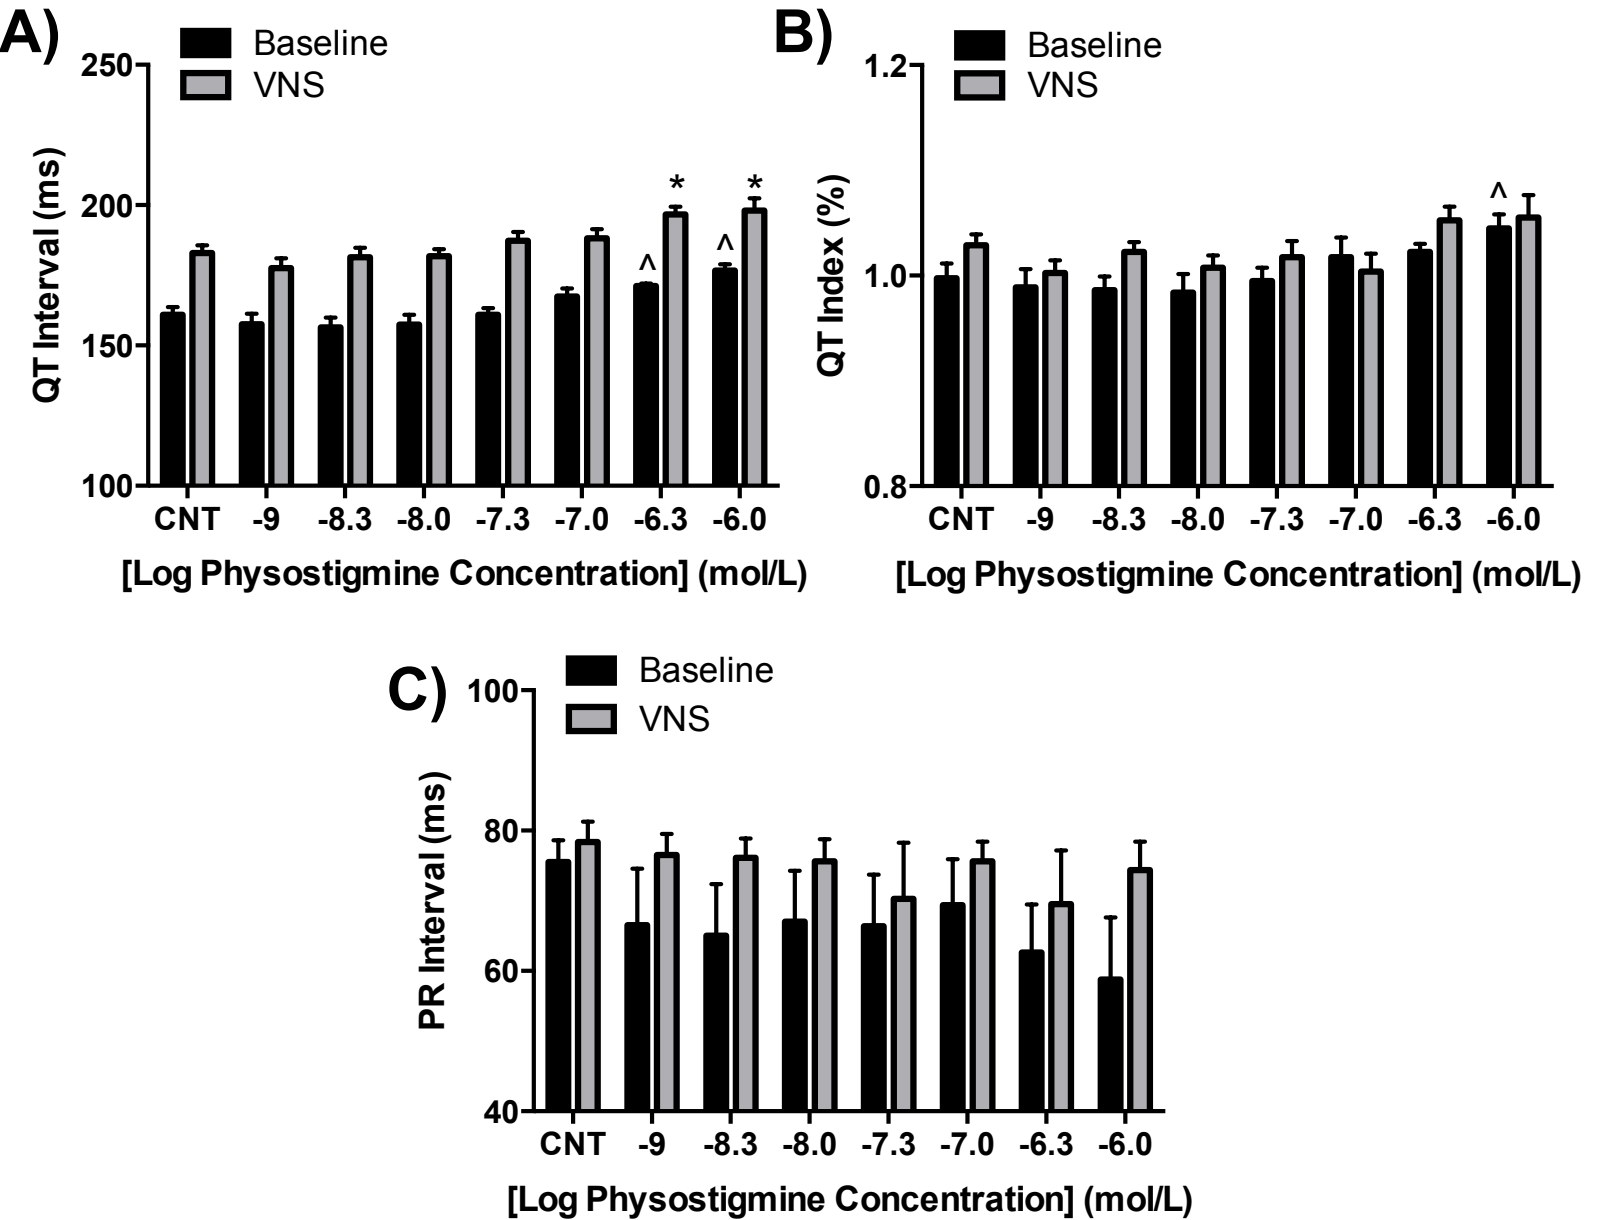 A)
Baseline
VNS
250
200
150
100
QT Interval (ms)
^
*
^
*
CNT -9 -8.3 -8.0 -7.3 -7.0 -6.3 -6.0
[Log Physostigmine Concentration] (mol/L)
B)
Baseline
VNS
1.2
1.0
0.8
QT Index (%)
^
CNT -9 -8.3 -8.0 -7.3 -7.0 -6.3 -6.0
[Log Physostigmine Concentration] (mol/L)
C)
Baseline
VNS
100
80
60
40
PR Interval (ms)
CNT -9 -8.3 -8.0 -7.3 -7.0 -6.3 -6.0
[Log Physostigmine Concentration] (mol/L)